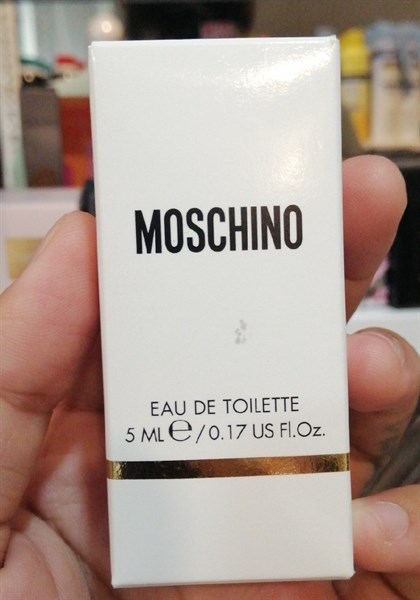 MOSCHINO
EAU DE TOILETTE
5 ML ℮ / 0.17 US Fl.Oz.